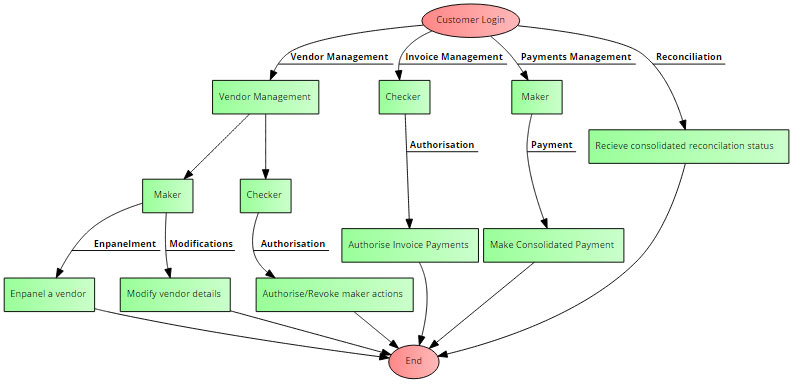 Customer Login
Vendor Management
Invoice Management
Payments Management
Reconciliation
Vendor Management
Checker
Maker
Recieve consolidated reconcilation status
Authorisation
Payment
Maker
Checker
Enpanelment
Modifications
Authorisation
Authorise Invoice Payments
Make Consolidated Payment
Enpanel a vendor
Modify vendor details
Authorise/Revoke maker actions
End